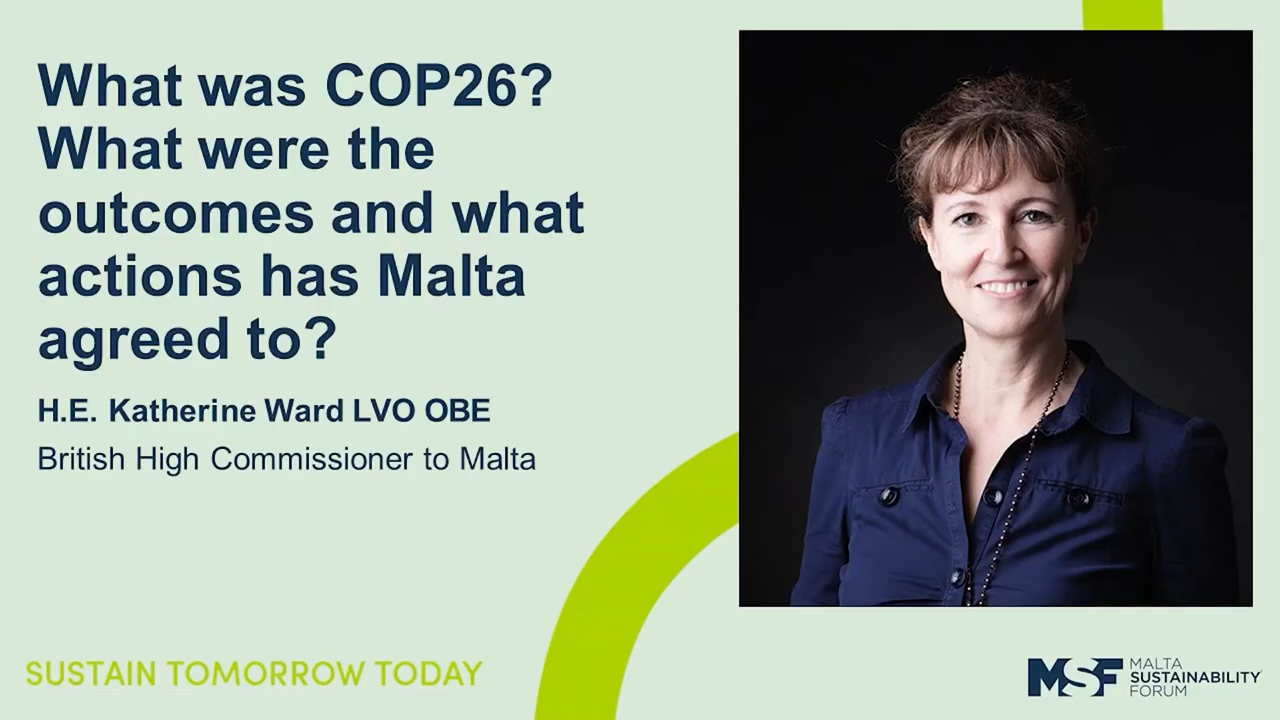 What was COP26?
What were the
outcomes and what
actions has Malta
agreed to?
H.E. Katherine Ward LVO OBE
British High Commissioner to Malta
SUSTAIN TOMORROW TODAY
MSF
MALTA
SUSTAINABILITY
FORUM